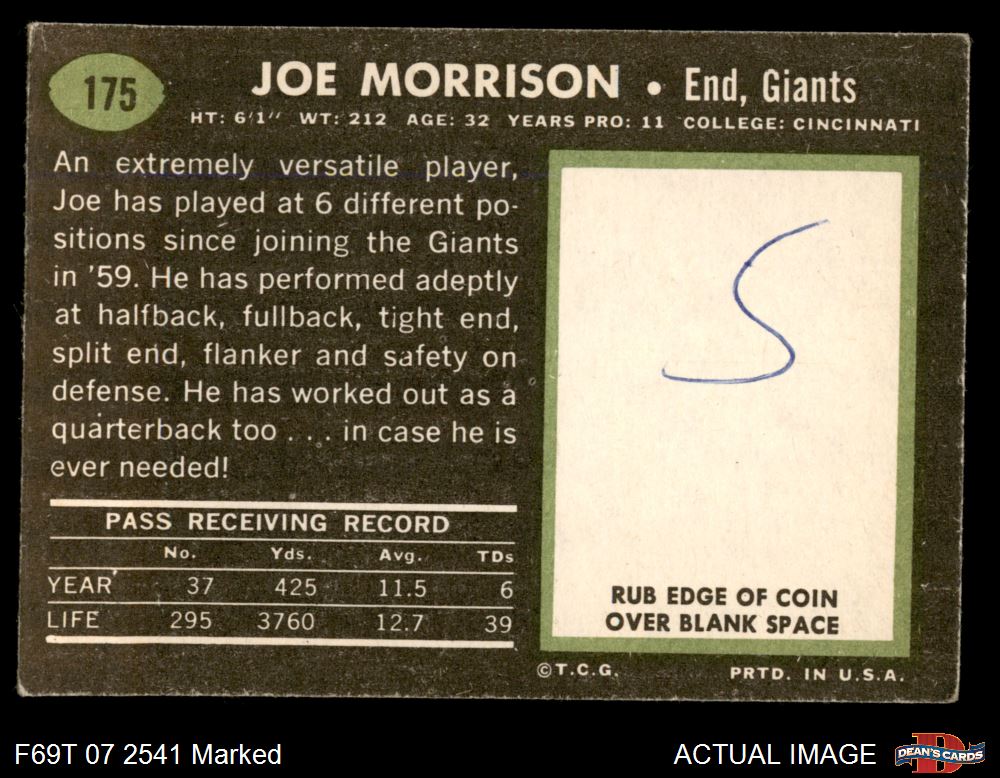 175
JOE MORRISON • End, Giants
HT: 6'1" WT: 212 AGE: 32 YEARS PRO: 11 COLLEGE: CINCINNATI
An extremely versatile player,
Joe has played at 6 different po-
sitions since joining the Giants
in '59. He has performed adeptly
at halfback, fullback, tight end,
split end, flanker and safety on
defense. He has worked out as a
quarterback too . . . in case he is
ever needed!
PASS RECEIVING RECORD
No. Yds. Avg. TDs
YEAR 37 425 11.5 6
LIFE 295 3760 12.7 39
S
RUB EDGE OF COIN
OVER BLANK SPACE
©T.C.G. PRTD. IN U.S.A.
F69T 07 2541 Marked
ACTUAL IMAGE
DEAN'S CARDS